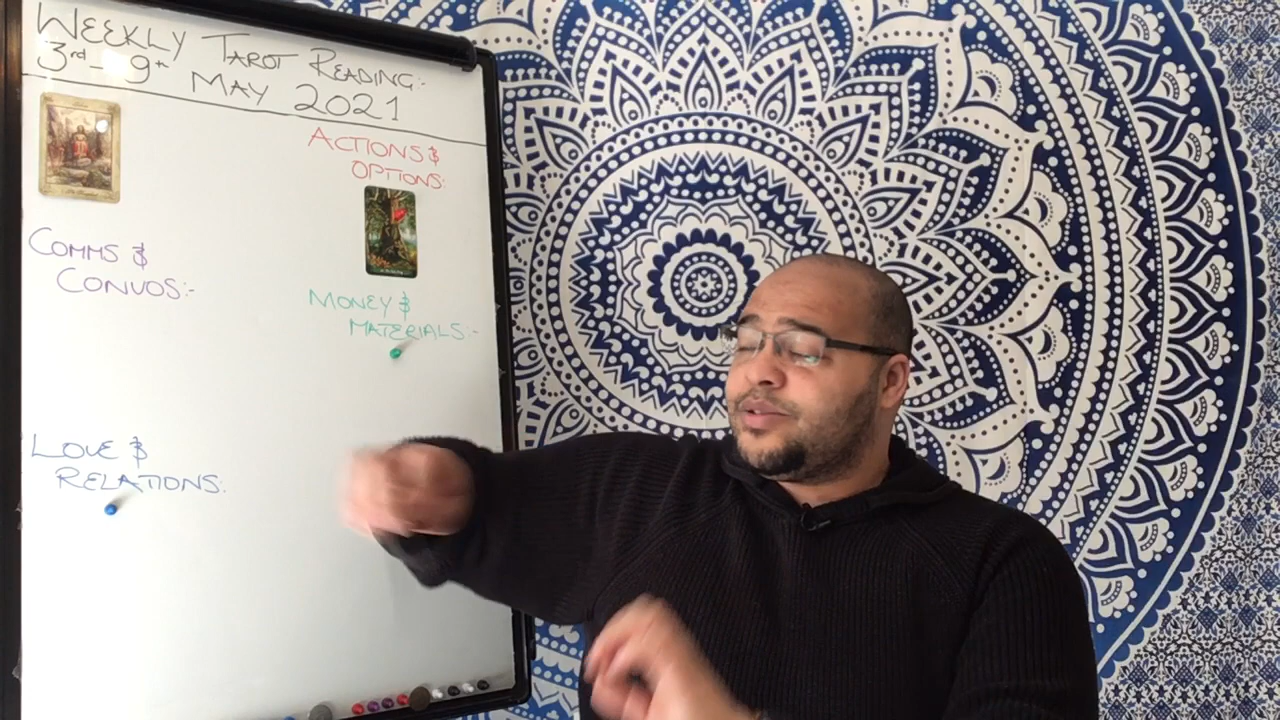 WEEKLY TAROT READING:-
3rd - 9th MAY 2021
ACTIONS &
OPTIONS:-
COMMS &
CONVOS:-
MONEY &
MATERIALS:-
LOVE &
RELATIONS.